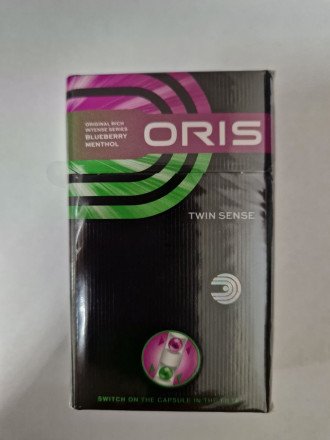 ORIGINAL RICH
INTENSE SERIES
BLUEBERRY
MENTHOL
ORIS
TWIN SENSE
SWITCH ON THE CAPSULE IN THE FILTER